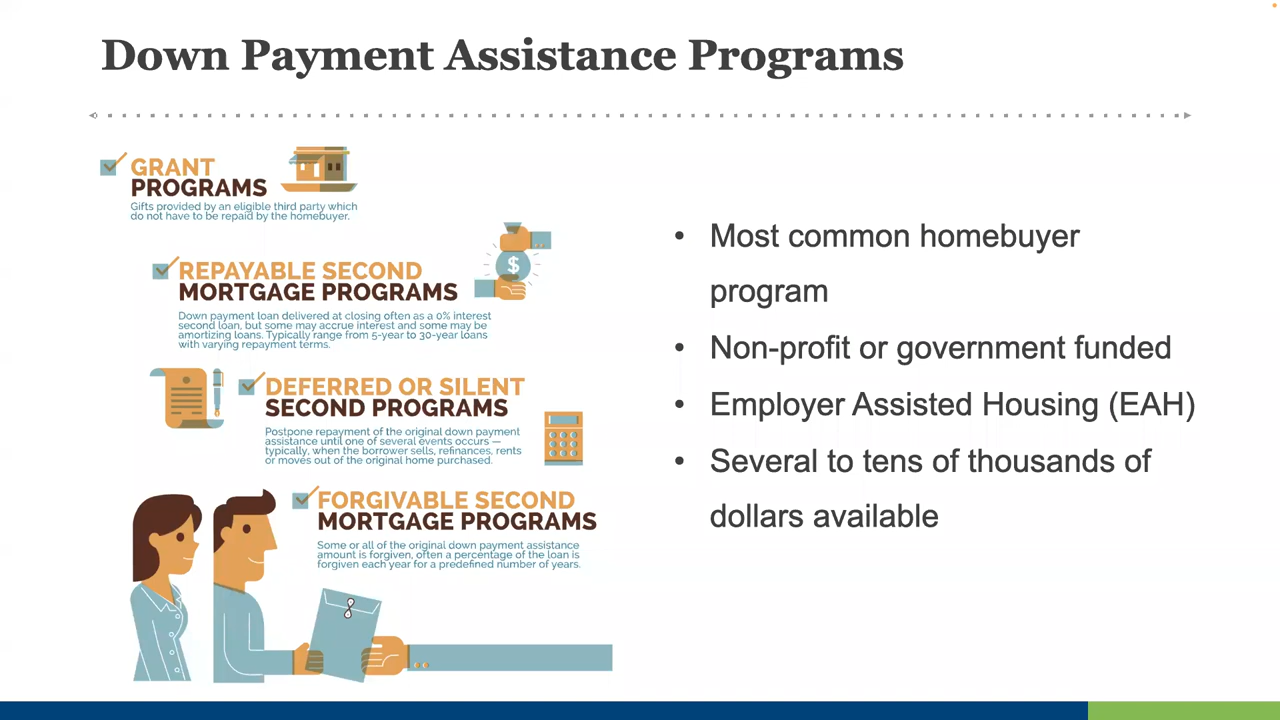 Down Payment Assistance Programs
GRANT
PROGRAMS
Gifts provided by an eligible third party which
do not have to be repaid by the homebuyer.
REPAYABLE SECOND
MORTGAGE PROGRAMS
Down payment loan delivered at closing often as a 0% interest
second loan, but some may accrue interest and some may be
amortizing loans. Typically range from 5-year to 30-year loans
with varying repayment terms.
DEFERRED OR SILENT
SECOND PROGRAMS
Postpone repayment of the original down payment
assistance until one of several events occurs —
typically, when the borrower sells, refinances, rents
or moves out of the original home purchased.
FORGIVABLE SECOND
MORTGAGE PROGRAMS
Some or all of the original down payment assistance
amount is forgiven, often a percentage of the loan is
forgiven each year for a predefined number of years.
$
• Most common homebuyer
program
• Non-profit or government funded
• Employer Assisted Housing (EAH)
• Several to tens of thousands of
dollars available